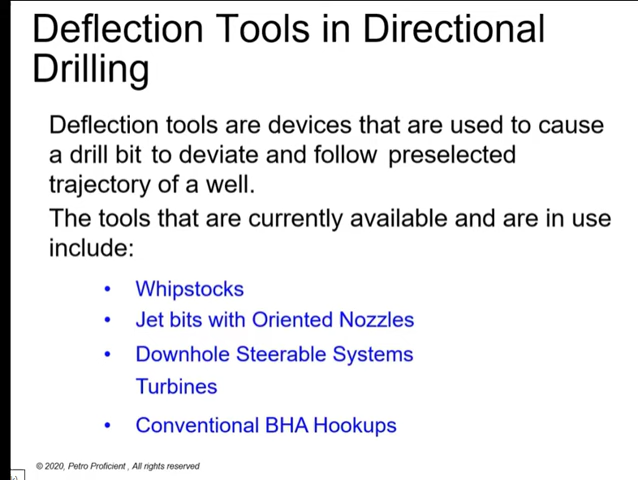 Deflection Tools in Directional
Drilling
Deflection tools are devices that are used to cause
a drill bit to deviate and follow preselected
trajectory of a well.
The tools that are currently available and are in use
include:
• Whipstocks
• Jet bits with Oriented Nozzles
• Downhole Steerable Systems
Turbines
• Conventional BHA Hookups
© 2020, Petro Proficient , All rights reserved